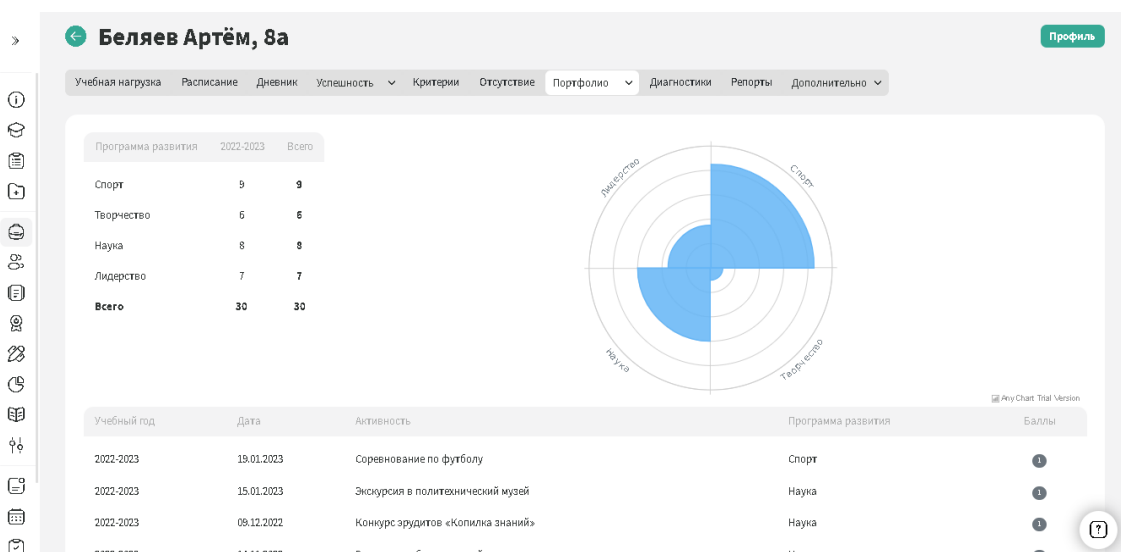 Беляев Артём, 8а
Профиль
Учебная нагрузка Расписание Дневник Успешность Критерии Отсутствие Портфолио Диагностики Репорты Дополнительно
Программа развития 2022-2023 Всего
Спорт 9 9
Творчество 6 6
Наука 8 8
Лидерство 7 7
Всего 30 30
Лидерство
Спорт
Наука
Творчество
AnyChart Trial Version
Учебный год Дата Активность Программа развития Баллы
2022-2023 19.01.2023 Соревнование по футболу Спорт 1
2022-2023 15.01.2023 Экскурсия в политехнический музей Наука 1
2022-2023 09.12.2022 Конкурс эрудитов «Копилка знаний» Наука 1